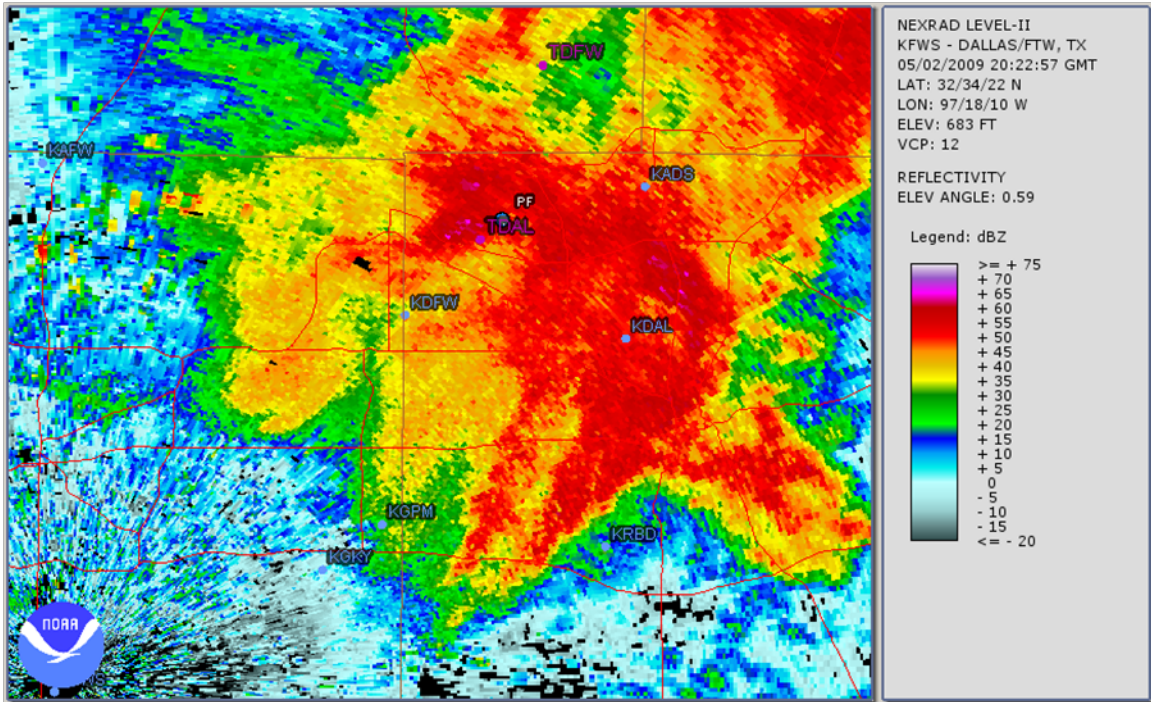 TDFW
KAFW
KADS
PF
TDAL
KDFW
KDAL
KGPM
KRBD
KGKY
NOAA
NEXRAD LEVEL-II
KFWS - DALLAS/FTW, TX
05/02/2009 20:22:57 GMT
LAT: 32/34/22 N
LON: 97/18/10 W
ELEV: 683 FT
VCP: 12
REFLECTIVITY
ELEV ANGLE: 0.59
Legend: dBZ
>= + 75
+ 70
+ 65
+ 60
+ 55
+ 50
+ 45
+ 40
+ 35
+ 30
+ 25
+ 20
+ 15
+ 10
+ 5
0
- 5
- 10
- 15
<= - 20